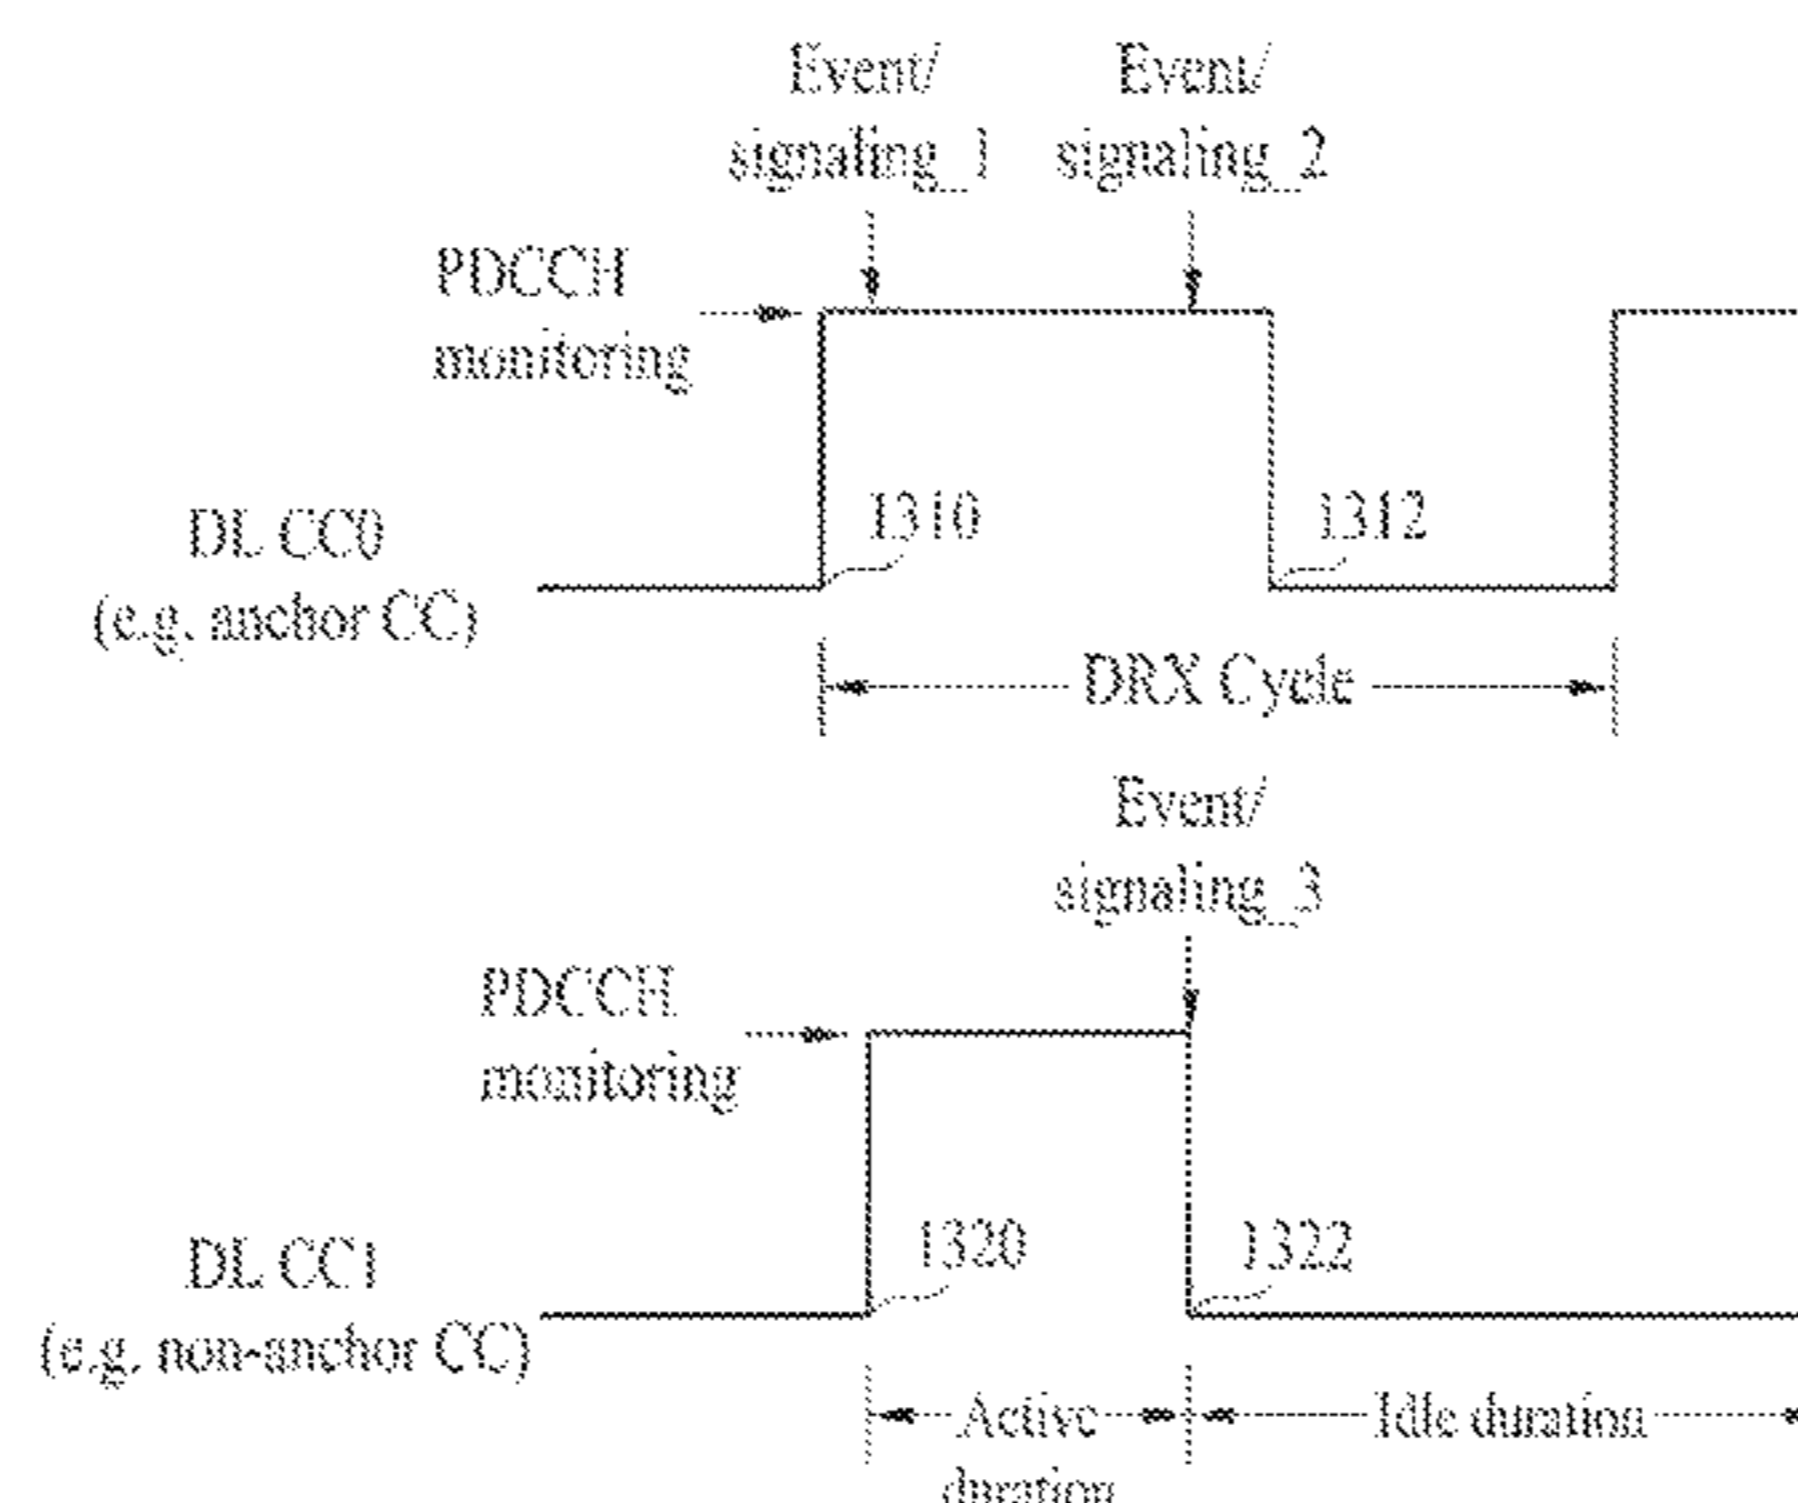 Event/
signaling_1
Event/
signaling_2
PDCCH
monitoring
1310
1312
DL CC0
(e.g. anchor CC)
DRX Cycle
Event/
signaling_3
PDCCH
monitoring
1320
1322
DL CC1
(e.g. non-anchor CC)
Active
duration
Idle duration